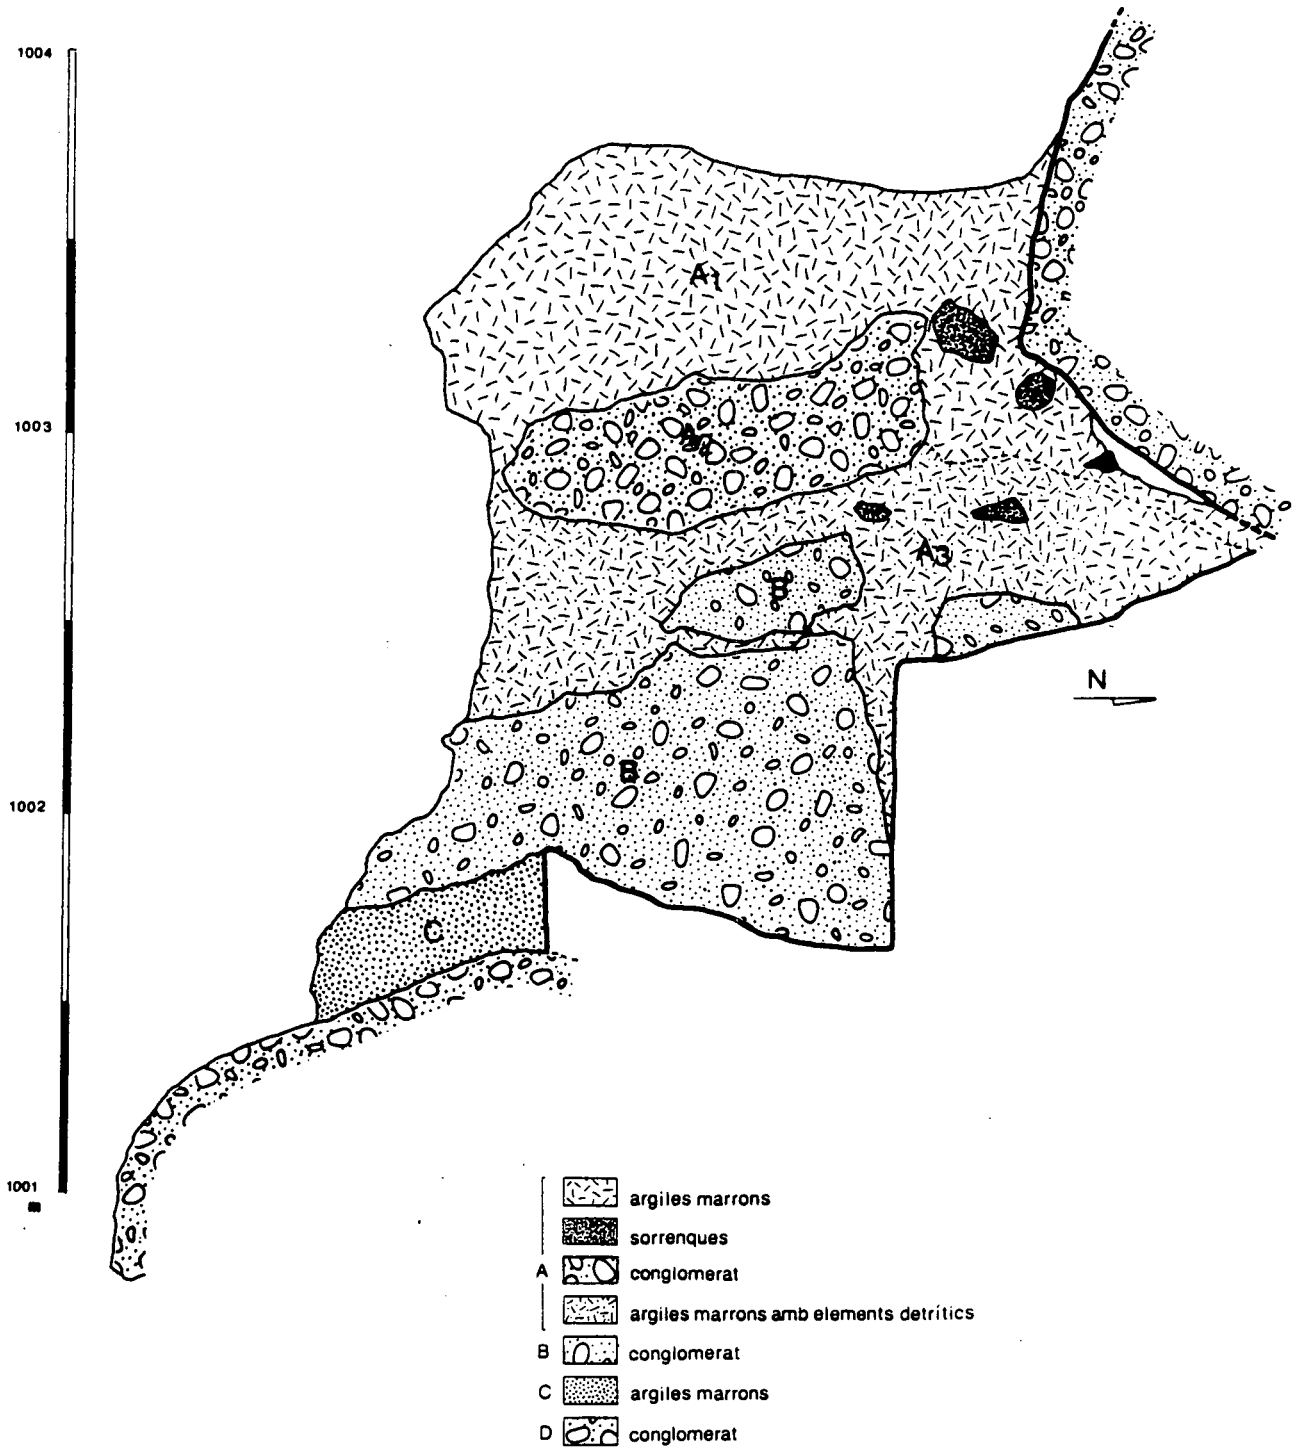 1004
A1
1003
A2
A3
B
N
B
1002
C
1001
m
argiles marrons
sorrenques
A conglomerat
argiles marrons amb elements detrítics
B conglomerat
C argiles marrons
D conglomerat